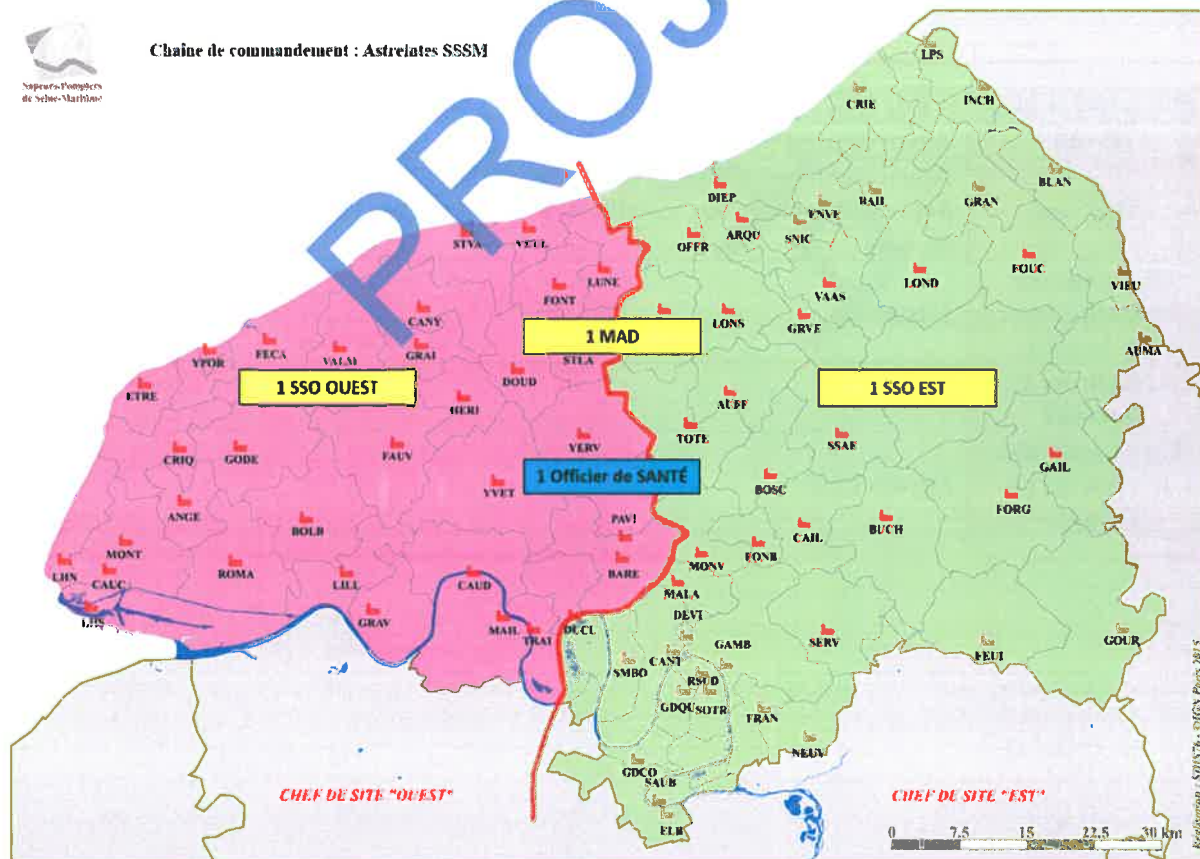 Chaîne de commandement : Astreintes SSSM
Sapeurs-Pompiers
de Seine-Maritime
PROS
LPS
CRIE
INCH
BLAN
DIEP
ENVE
BAIL
GRAN
STVA
VEUL
OFFR
ARQU
SNIC
LUNE
FONT
LOND
FOUC
VIEU
VAAS
CANY
LONS
GRVE
1 MAD
AUMA
YPOR
FECA
VALM
GRAI
STLA
DOUD
ETRE
1 SSO OUEST
1 SSO EST
HERI
AUFF
TOTE
VERV
SSAE
CRIQ
GODE
FAUV
GAIL
1 Officier de SANTÉ
YVET
BOSC
FORG
ANGE
BOLB
PAVI
CAIL
BUCH
MONT
FONB
MONV
LHN
CAUC
ROMA
LILL
CAUD
BARE
MALA
LHS
GRAV
MAIL
TRAI
DUCL
DEVI
SERV
GOUR
FEUI
GAMB
CANT
SMBO
RSUD
GDQU
SOTR
FRAN
NEUV
GDCO
SAUB
ELB
CHEF DE SITE "OUEST"
CHEF DE SITE "EST"
0 7,5 15 22,5 30 km